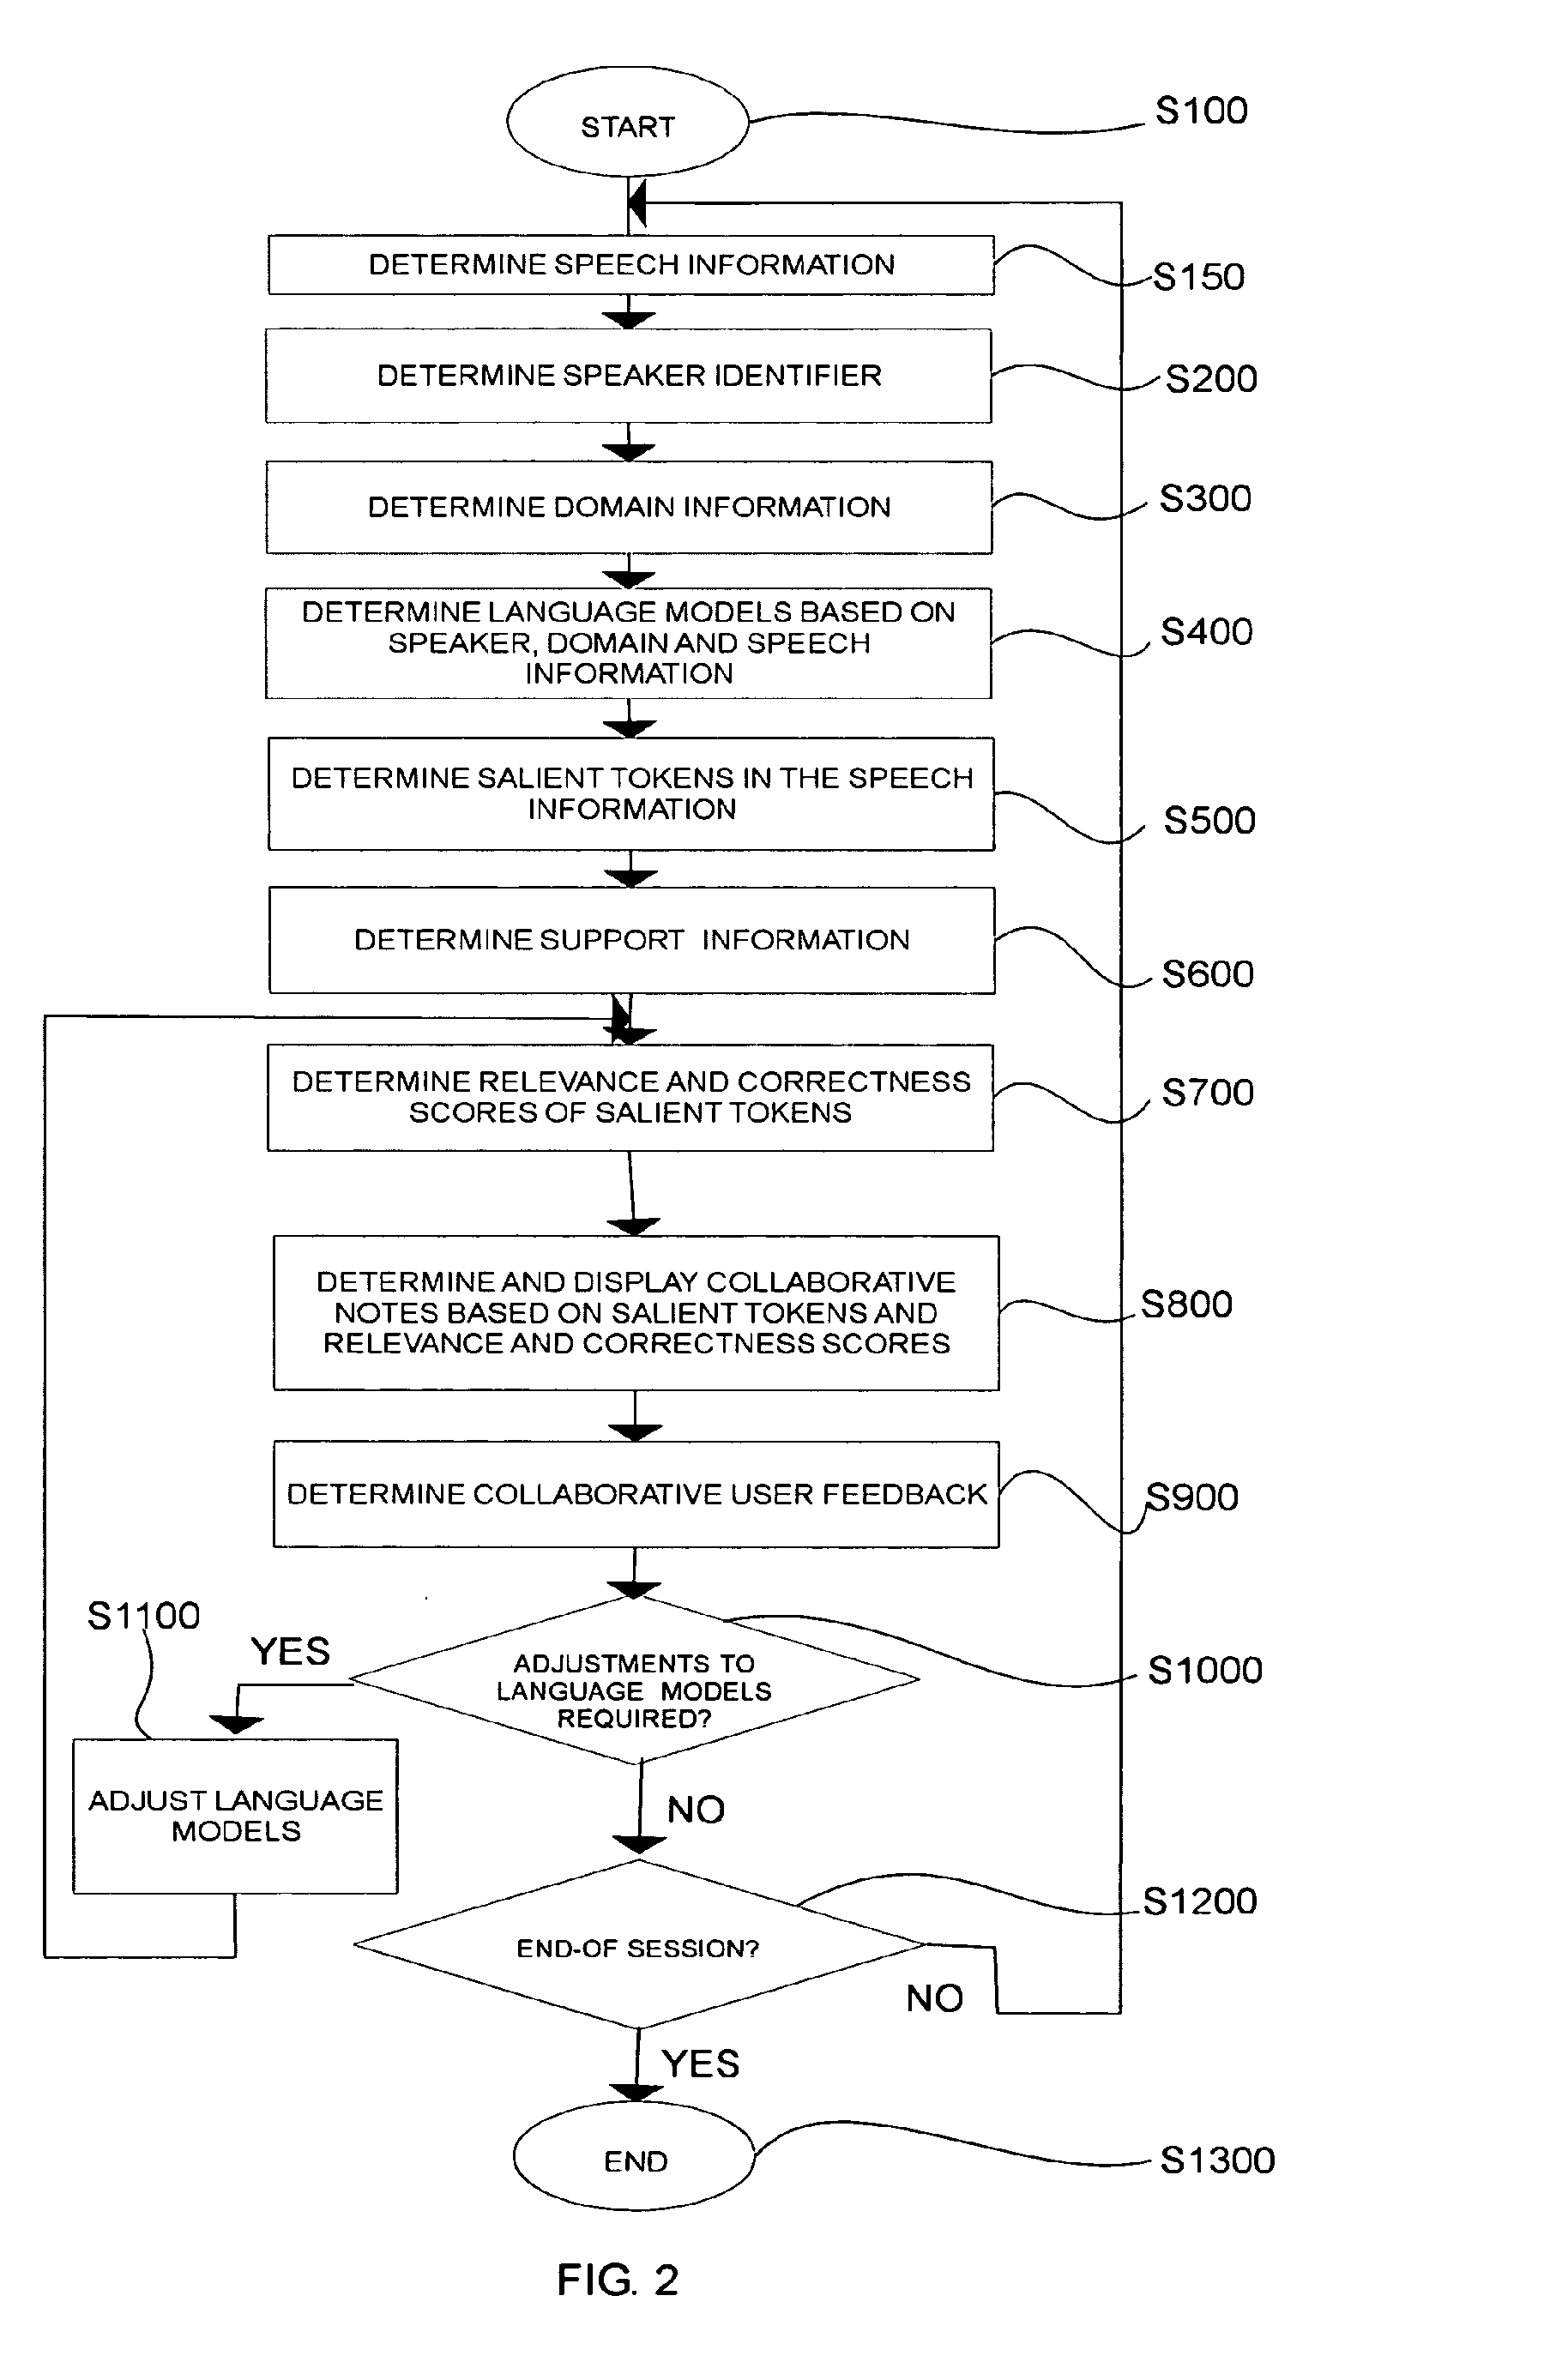 START
S100
DETERMINE SPEECH INFORMATION
S150
DETERMINE SPEAKER IDENTIFIER
S200
DETERMINE DOMAIN INFORMATION
S300
DETERMINE LANGUAGE MODELS BASED ON
SPEAKER, DOMAIN AND SPEECH
INFORMATION
S400
DETERMINE SALIENT TOKENS IN THE SPEECH
INFORMATION
S500
DETERMINE SUPPORT INFORMATION
S600
DETERMINE RELEVANCE AND CORRECTNESS
SCORES OF SALIENT TOKENS
S700
DETERMINE AND DISPLAY COLLABORATIVE
NOTES BASED ON SALIENT TOKENS AND
RELEVANCE AND CORRECTNESS SCORES
S800
DETERMINE COLLABORATIVE USER FEEDBACK
S900
S1100
YES
ADJUSTMENTS TO
LANGUAGE MODELS
REQUIRED?
S1000
ADJUST LANGUAGE
MODELS
NO
S1200
END-OF SESSION?
NO
YES
END
S1300
FIG. 2